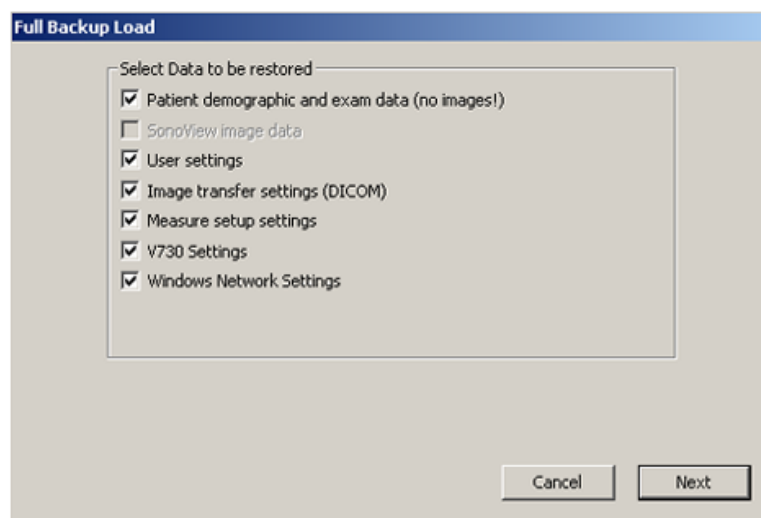 Full Backup Load
Select Data to be restored
Patient demographic and exam data (no images!)
SonoView image data
User settings
Image transfer settings (DICOM)
Measure setup settings
V730 Settings
Windows Network Settings
Cancel Next